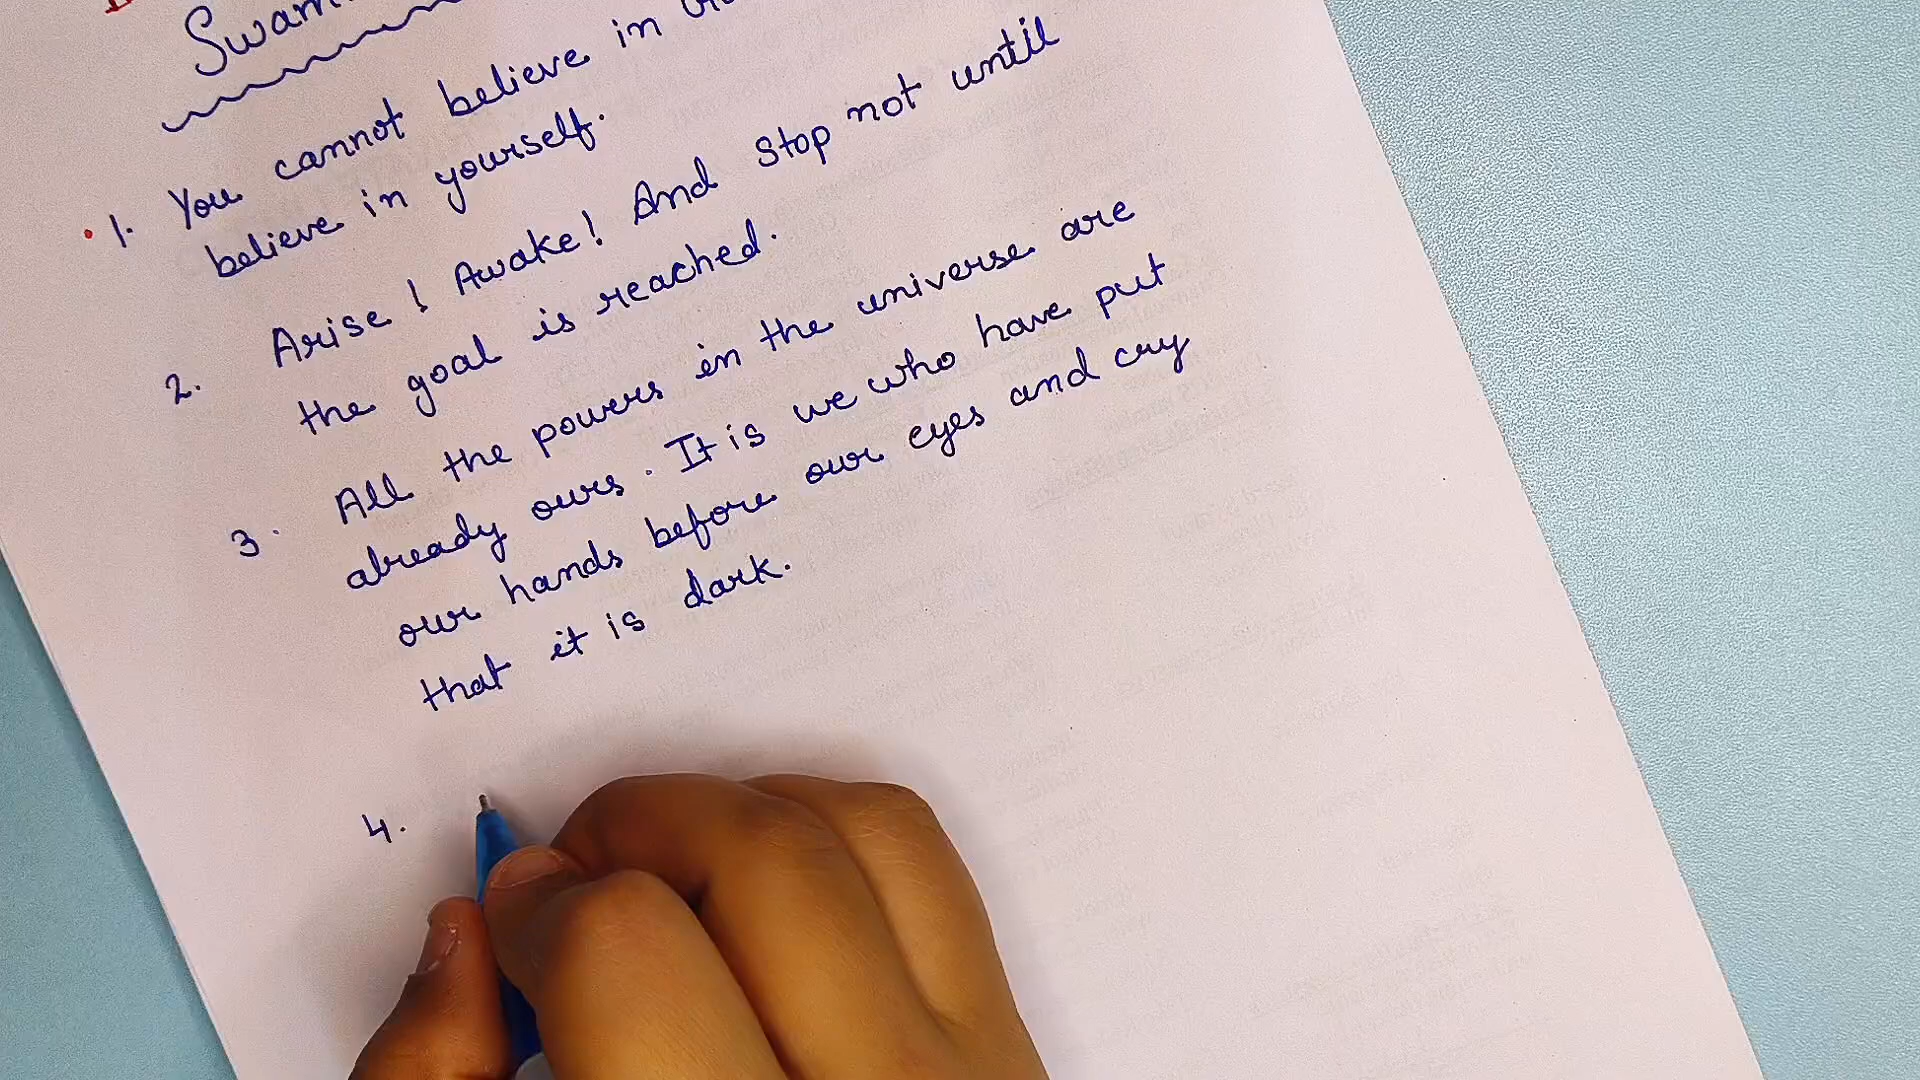 1. You cannot believe in
believe in yourself.
2. Arise! Awake! And stop not until
the goal is reached.
3. All the powers in the universe are
already ours. It is we who have put
our hands before our eyes and cry
that it is dark.
4.